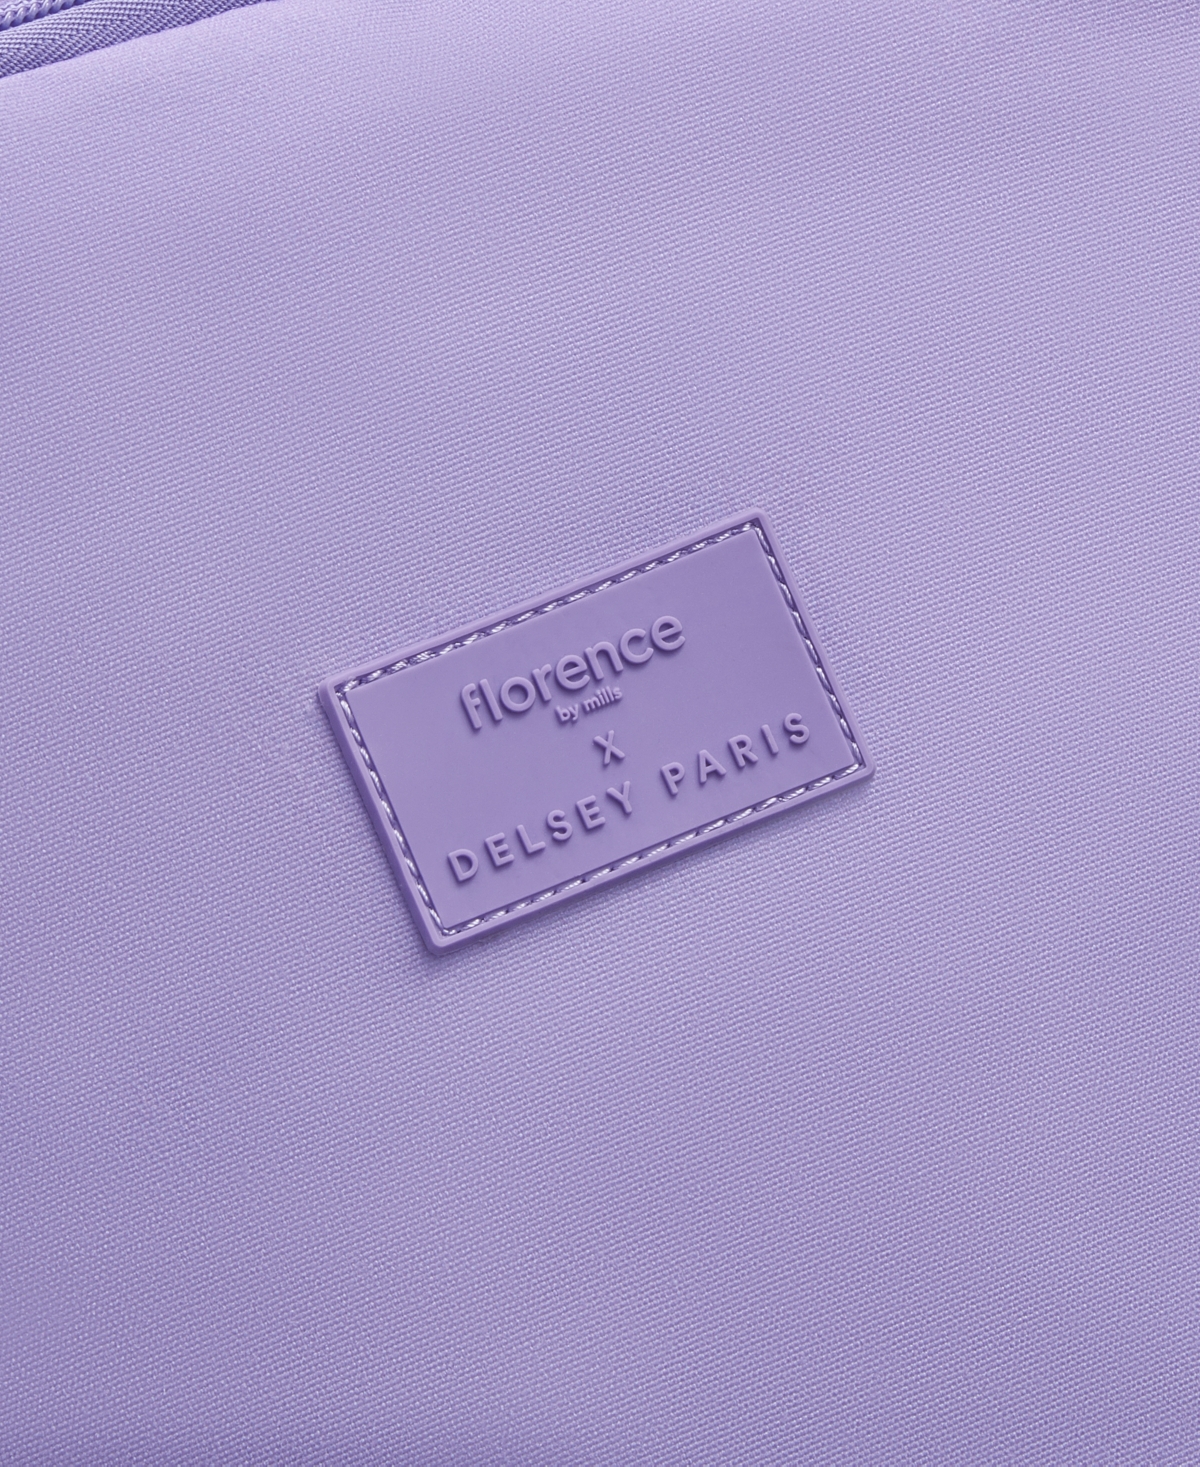 florence
by mills
X
DELSEY PARIS